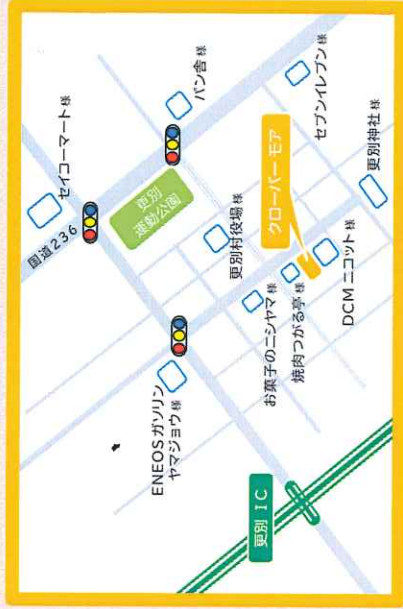 セイコーマート様
国道236
パン舎様
更別
運動公園
セブンイレブン様
更別村役場様
クローバー モア
更別神社様
ENEOSガソリン
ヤマジョウ様
お菓子のニシヤマ様
焼肉つがる亭様
DCMニコット様
更別 IC